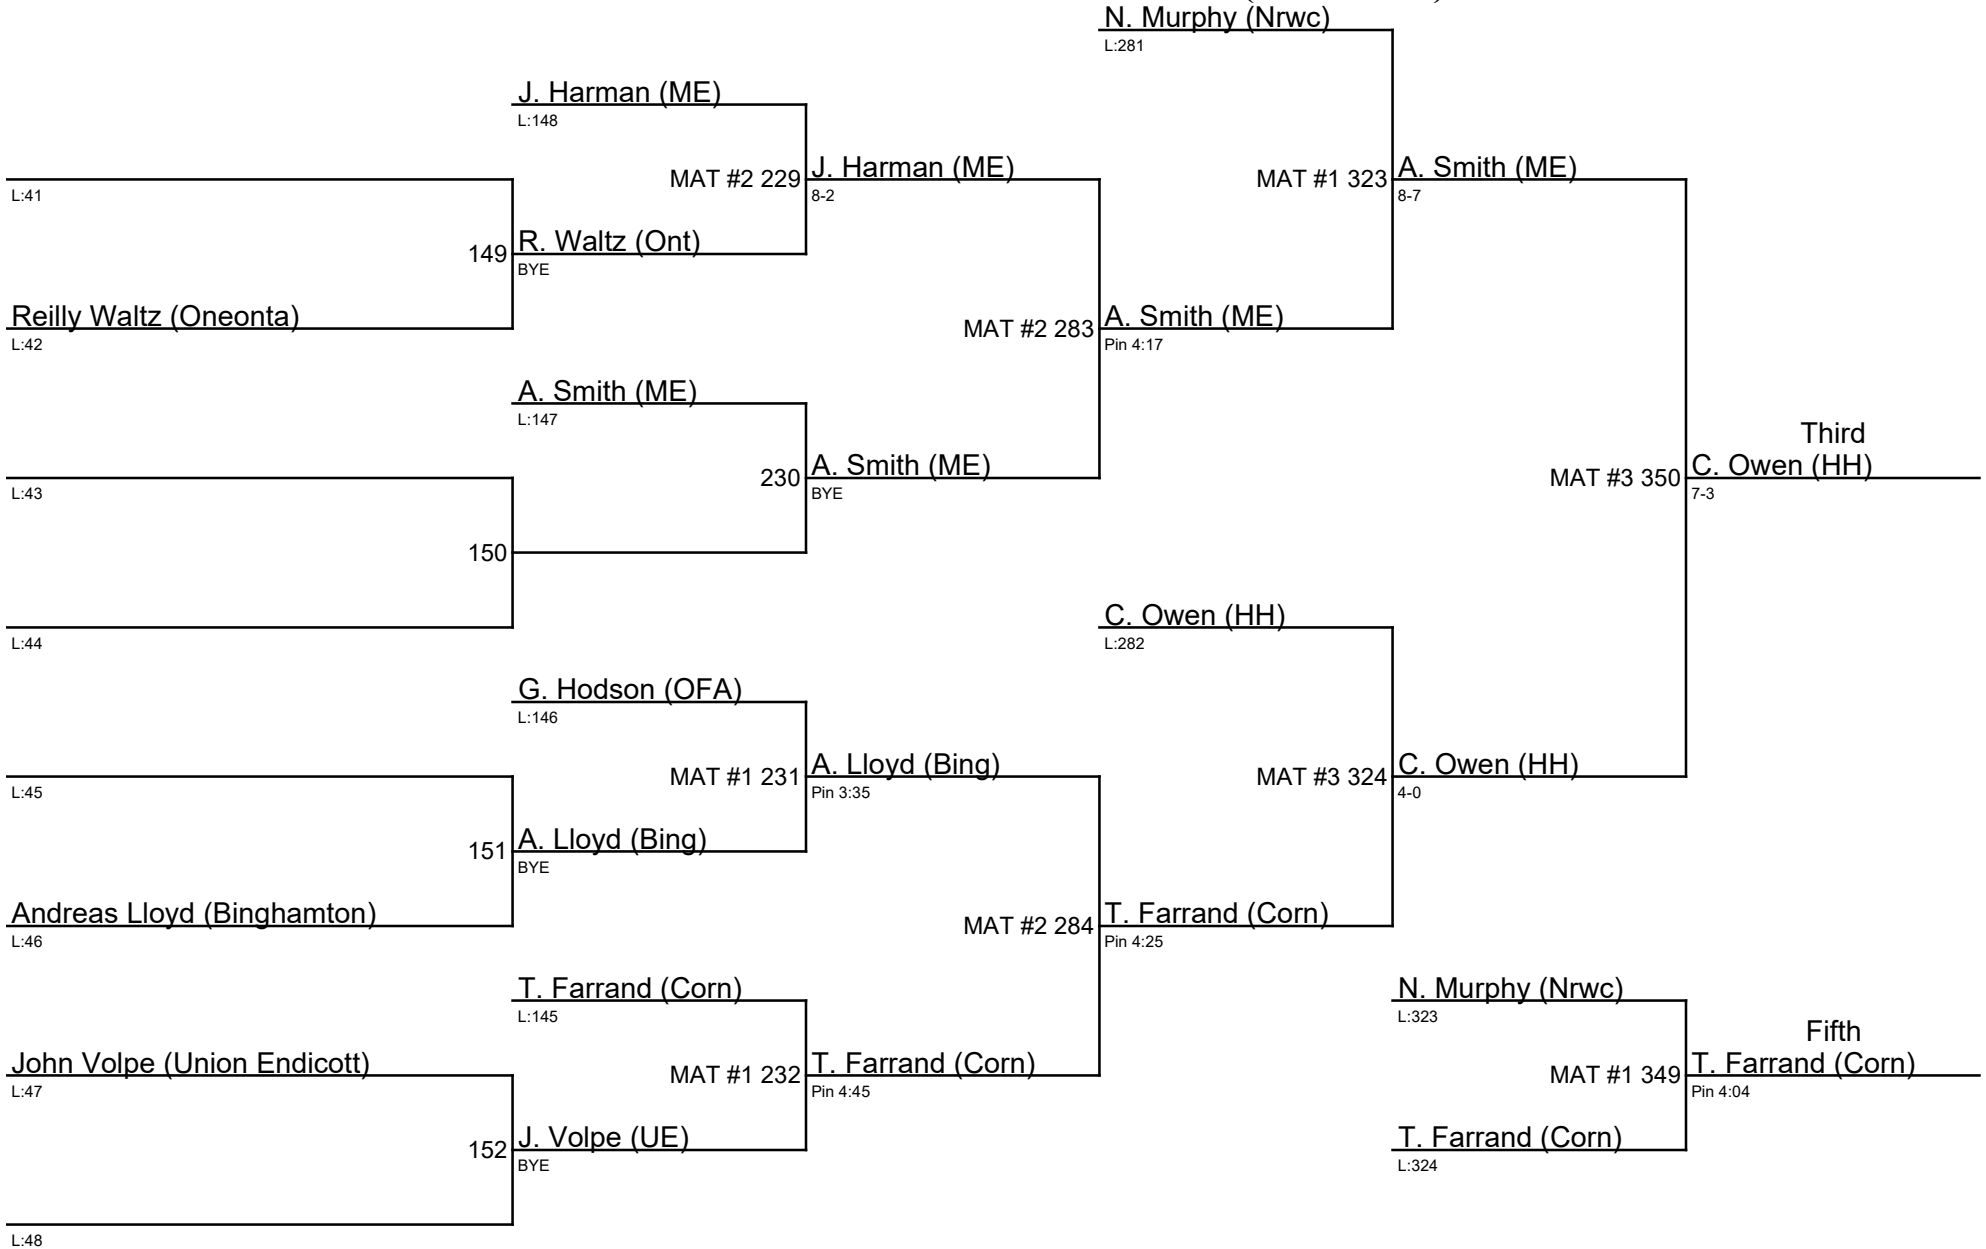 N. Murphy (Nrwc)
L:281
J. Harman (ME)
L:148
MAT #2 229
J. Harman (ME)
8-2
MAT #1 323
A. Smith (ME)
8-7
L:41
149
R. Waltz (Ont)
BYE
Reilly Waltz (Oneonta)
L:42
MAT #2 283
A. Smith (ME)
Pin 4:17
A. Smith (ME)
L:147
L:43
230
A. Smith (ME)
BYE
Third
MAT #3 350
C. Owen (HH)
7-3
150
L:44
C. Owen (HH)
L:282
G. Hodson (OFA)
L:146
L:45
MAT #1 231
A. Lloyd (Bing)
Pin 3:35
MAT #3 324
C. Owen (HH)
4-0
151
A. Lloyd (Bing)
BYE
Andreas Lloyd (Binghamton)
L:46
MAT #2 284
T. Farrand (Corn)
Pin 4:25
T. Farrand (Corn)
L:145
N. Murphy (Nrwc)
L:323
John Volpe (Union Endicott)
L:47
MAT #1 232
T. Farrand (Corn)
Pin 4:45
Fifth
MAT #1 349
T. Farrand (Corn)
Pin 4:04
152
J. Volpe (UE)
BYE
T. Farrand (Corn)
L:324
L:48